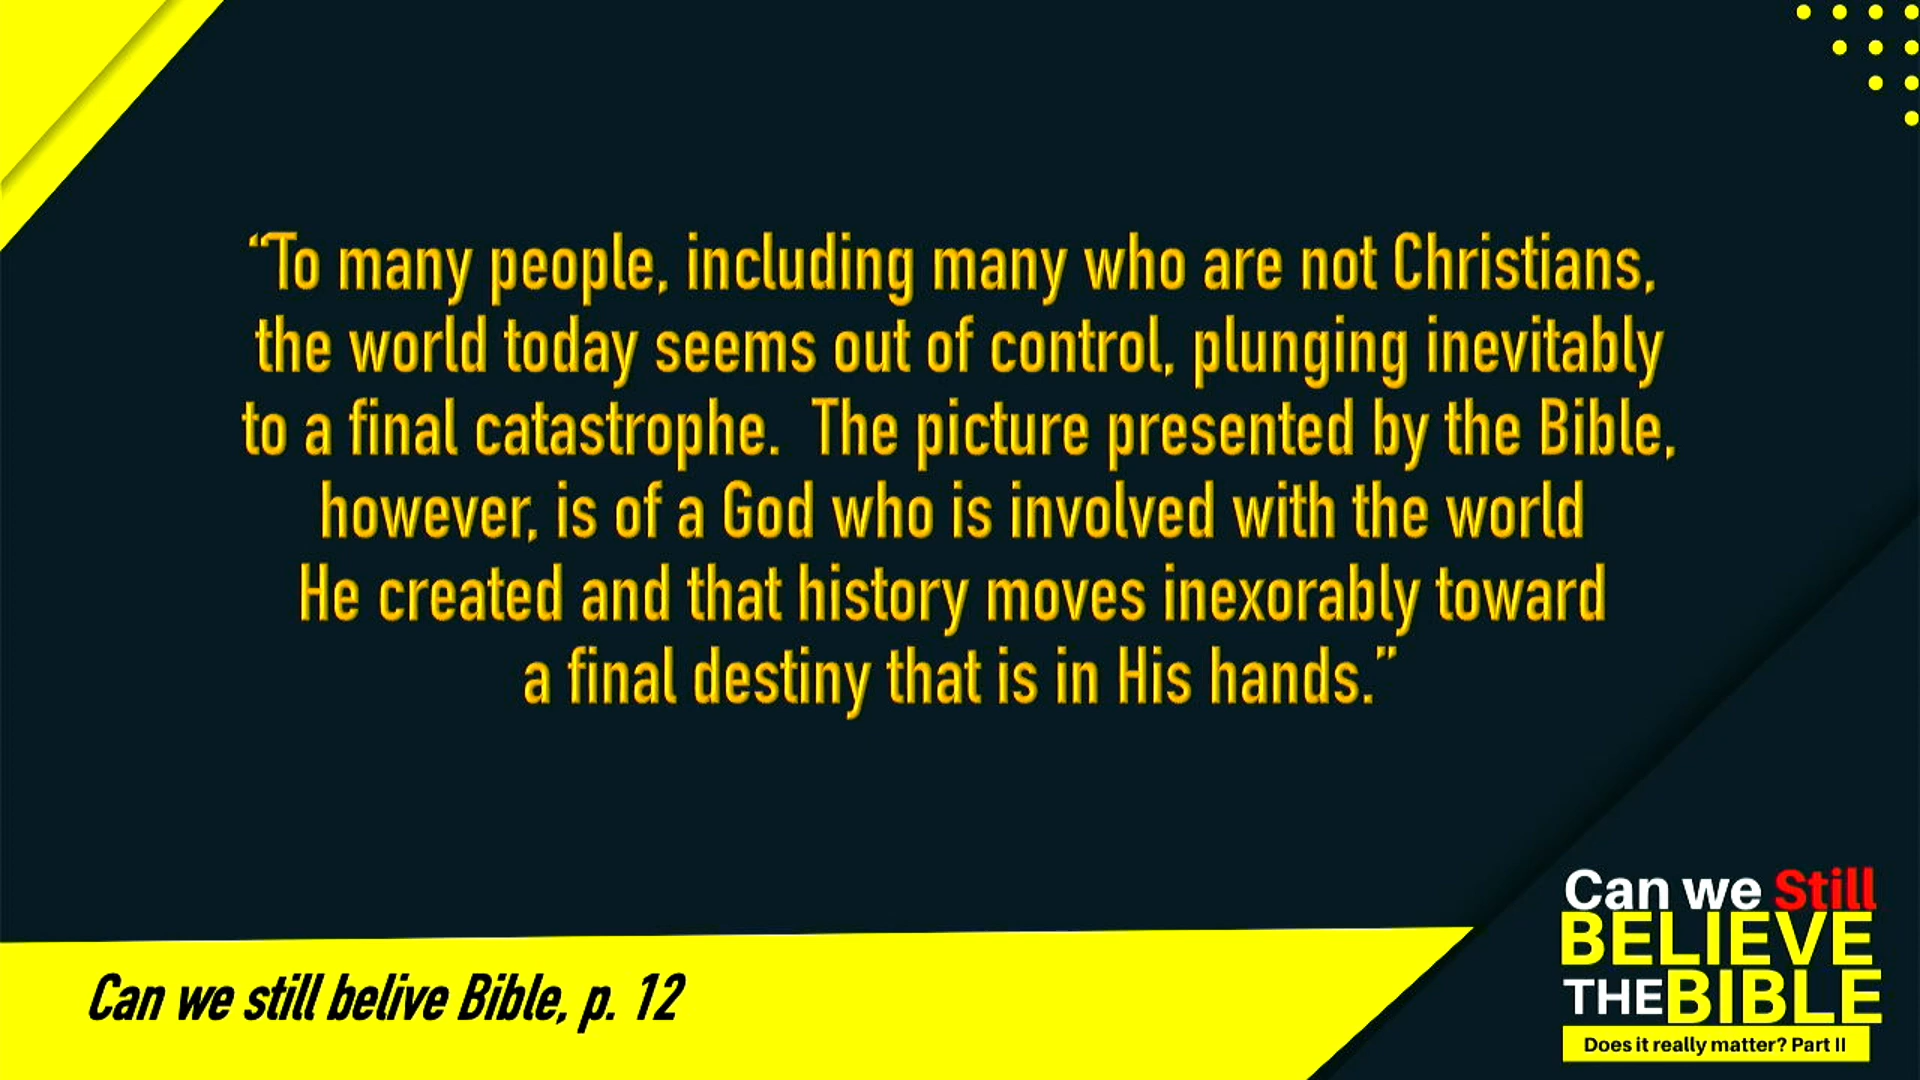 “To many people, including many who are not Christians,
the world today seems out of control, plunging inevitably
to a final catastrophe.  The picture presented by the Bible,
however, is of a God who is involved with the world
He created and that history moves inexorably toward
a final destiny that is in His hands.”
Can we still belive Bible, p. 12
Can we Still
BELIEVE
THE BIBLE
Does it really matter? Part II